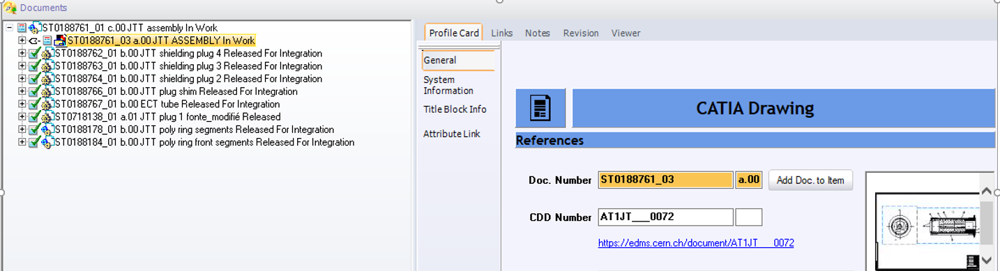 Documents
ST0188761_01 c.00 JTT assembly In Work
ST0188761_03 a.00 JTT ASSEMBLY In Work
ST0188762_01 b.00 JTT shielding plug 4 Released For Integration
ST0188763_01 b.00 JTT shielding plug 3 Released For Integration
ST0188764_01 b.00 JTT shielding plug 2 Released For Integration
ST0188766_01 b.00 JTT plug shim Released For Integration
ST0188767_01 b.00 ECT tube Released For Integration
ST0718138_01 a.01 JTT plug 1 fonte_modifié Released
ST0188178_01 b.00 JTT poly ring segments Released For Integration
ST0188184_01 b.00 JTT poly ring front segments Released For Integration
Profile Card Links Notes Revision Viewer
General
System
Information
Title Block Info
Attribute Link
CATIA Drawing
References
Doc. Number ST0188761_03 a.00 Add Doc. to Item
CDD Number AT1JT___0072
https://edms.cern.ch/document/AT1JT___0072